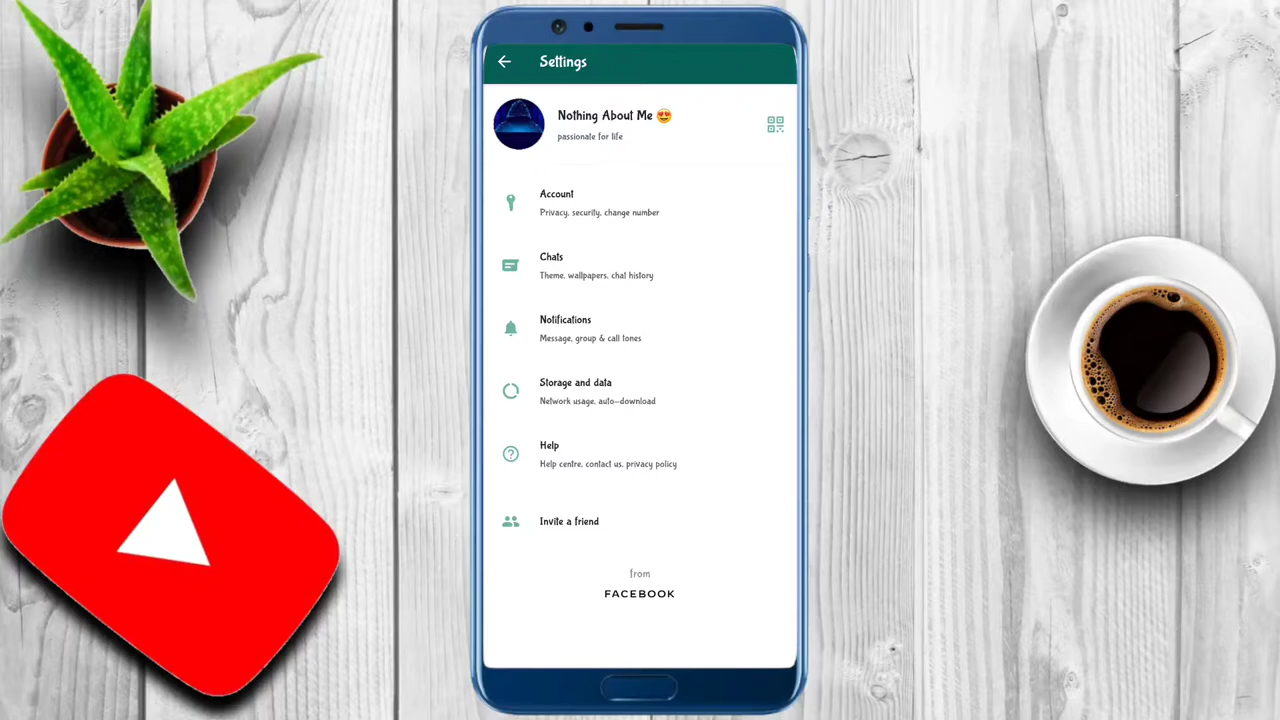 Settings
Nothing About Me 😍
passionate for life
Account
Privacy, security, change number
Chats
Theme, wallpapers, chat history
Notifications
Message, group & call tones
Storage and data
Network usage, auto-download
Help
Help centre, contact us, privacy policy
Invite a friend
from
FACEBOOK